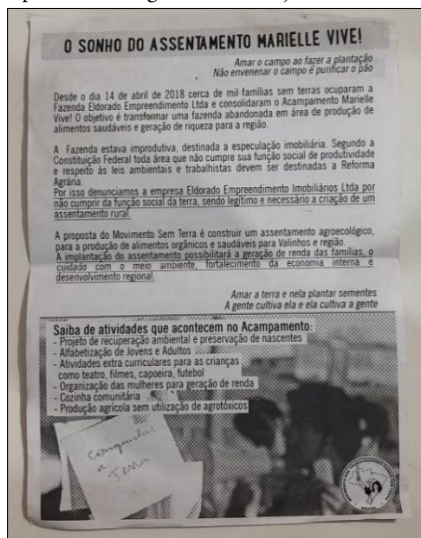 O SONHO DO ASSENTAMENTO MARIELLE VIVE!
Amar o campo ao fazer a plantação
Não envenenar o campo é purificar o pão
Desde o dia 14 de abril de 2018 cerca de mil famílias sem terras ocuparam a
Fazenda Eldorado Empreendimento Ltda e consolidaram o Acampamento Marielle
Vive! O objetivo é transformar uma fazenda abandonada em área de produção de
alimentos saudáveis e geração de riqueza para a região.
A Fazenda estava improdutiva, destinada a especulação imobiliária. Segundo a
Constituição Federal toda área que não cumpre sua função social de produtividade
e respeito às leis ambientais e trabalhistas devem ser destinadas a Reforma
Agrária.
Por isso denunciamos a empresa Eldorado Empreendimento Imobiliários Ltda por
não cumprir da função social da terra, sendo legítimo e necessário a criação de um
assentamento rural.
A proposta do Movimento Sem Terra é construir um assentamento agroecológico,
para a produção de alimentos orgânicos e saudáveis para Valinhos e região.
A implantação do assentamento possibilitará a geração de renda das famílias, o
cuidado com o meio ambiente, fortalecimento da economia interna e
desenvolvimento regional.
Amar a terra e nela plantar sementes
A gente cultiva ela e ela cultiva a gente
Saiba de atividades que acontecem no Acampamento:
- Projeto de recuperação ambiental e preservação de nascentes
- Alfabetização de Jovens e Adultos
- Atividades extra curriculares para as crianças
como teatro, filmes, capoeira, futebol
- Organização das mulheres para geração de renda
- Cozinha comunitária
- Produção agrícola sem utilização de agrotóxicos
Conquistar
a
Terra